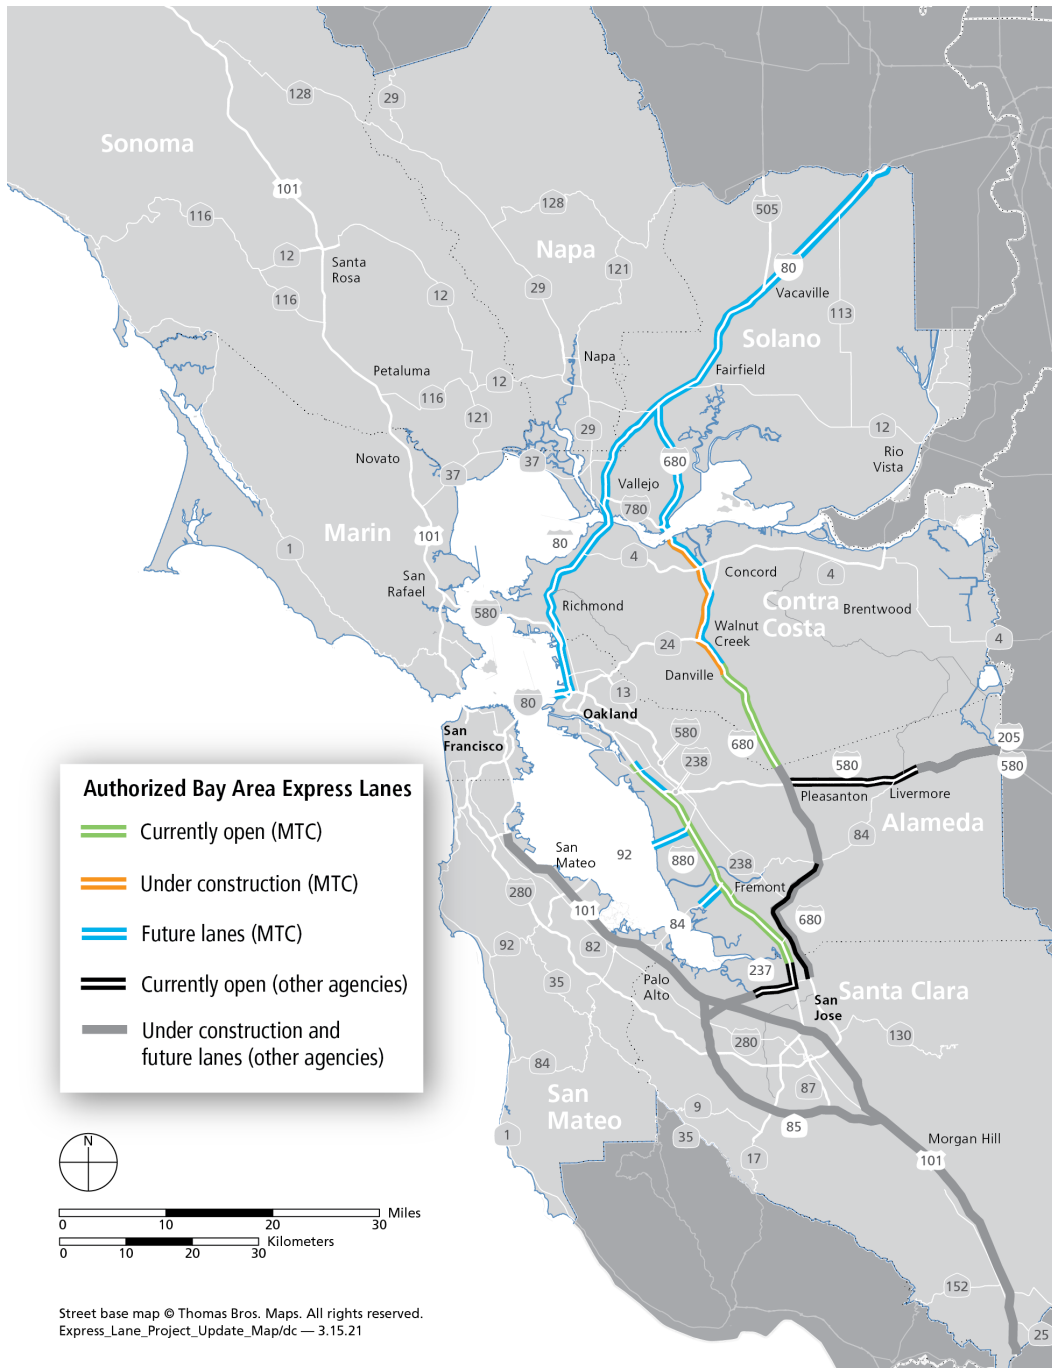 128
29
Sonoma
101
116
128
505
Napa
12
Santa
Rosa
121
80
116
12
29
Vacaville
113
Solano
Napa
Petaluma
Fairfield
12
116
121
29
12
Novato
37
37
680
Rio
Vista
Vallejo
780
Marin
101
80
1
4
Concord
4
San
Rafael
580
Richmond
Contra
Costa
Brentwood
Walnut
Creek
24
4
Danville
13
80
Oakland
San
Francisco
580
680
238
205
580
580
Pleasanton
Livermore
Alameda
84
San
Mateo
92
880
238
Fremont
280
101
84
680
92
82
237
35
Palo
Alto
San
Jose
Santa Clara
280
130
84
87
San
Mateo
9
85
1
35
17
Morgan Hill
101
152
25
Authorized Bay Area Express Lanes
Currently open (MTC)
Under construction (MTC)
Future lanes (MTC)
Currently open (other agencies)
Under construction and
future lanes (other agencies)
N
Miles
0 10 20 30
Kilometers
0 10 20 30
Street base map © Thomas Bros. Maps. All rights reserved.
Express_Lane_Project_Update_Map/dc — 3.15.21